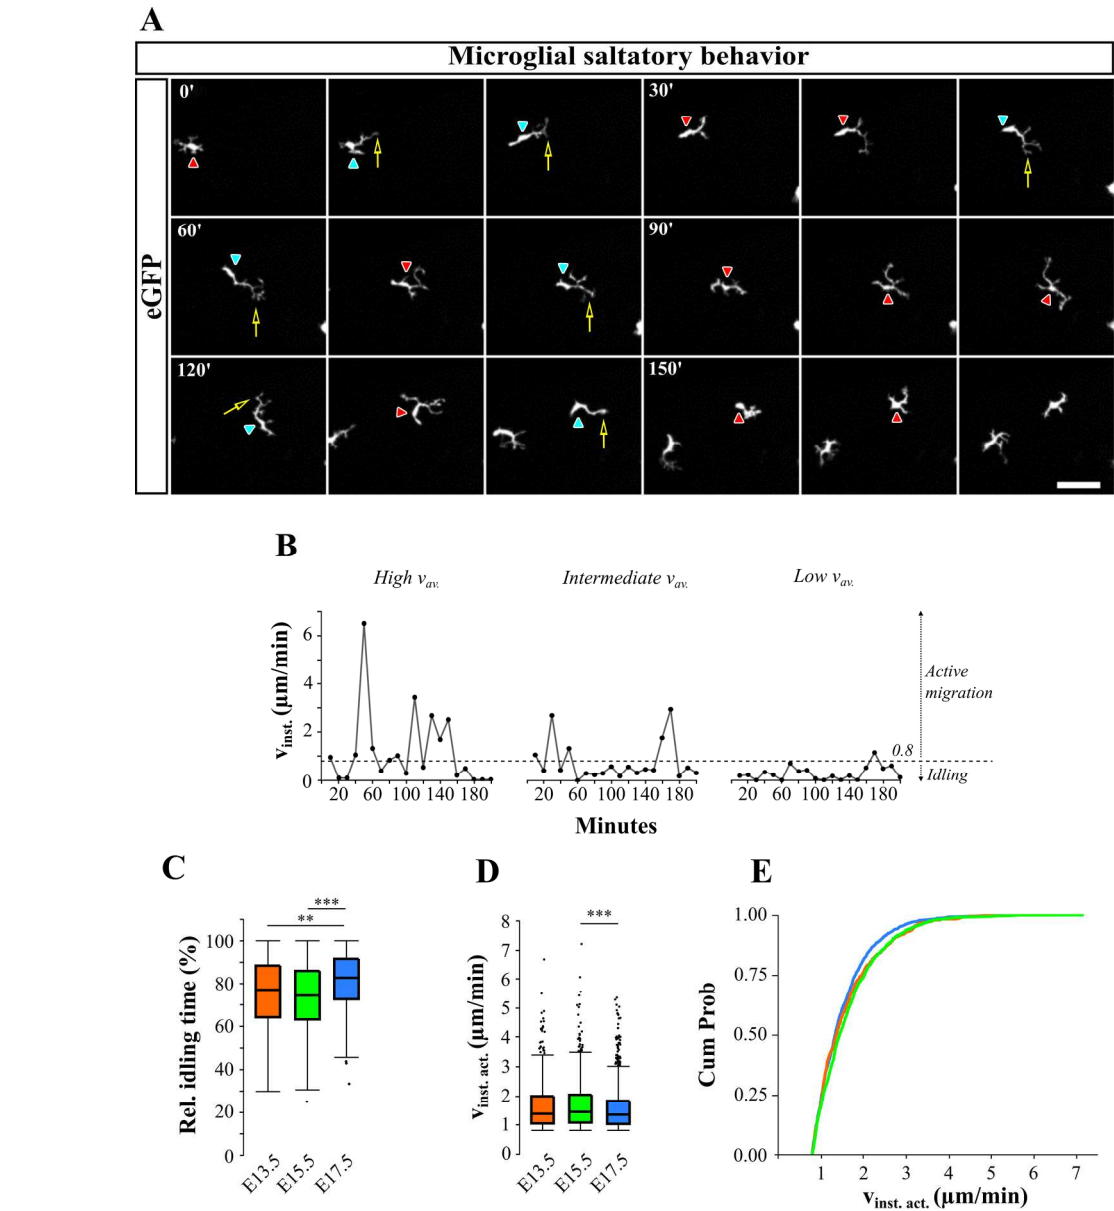 A
Microglial saltatory behavior
eGFP
0'
30'
60'
90'
120'
150'
B
High vav.
Intermediate vav.
Low vav.
vinst. (µm/min)
6
4
2
0
Active
migration
0.8
Idling
20 60 100 140 180
20 60 100 140 180
20 60 100 140 180
Minutes
C
Rel. idling time (%)
100
80
60
40
20
0
***
**
E13.5
E15.5
E17.5
D
vinst. act. (µm/min)
8
7
6
5
4
3
2
1
0
***
E13.5
E15.5
E17.5
E
Cum Prob
1.00
0.75
0.50
0.25
0.00
1 2 3 4 5 6 7
vinst. act. (µm/min)